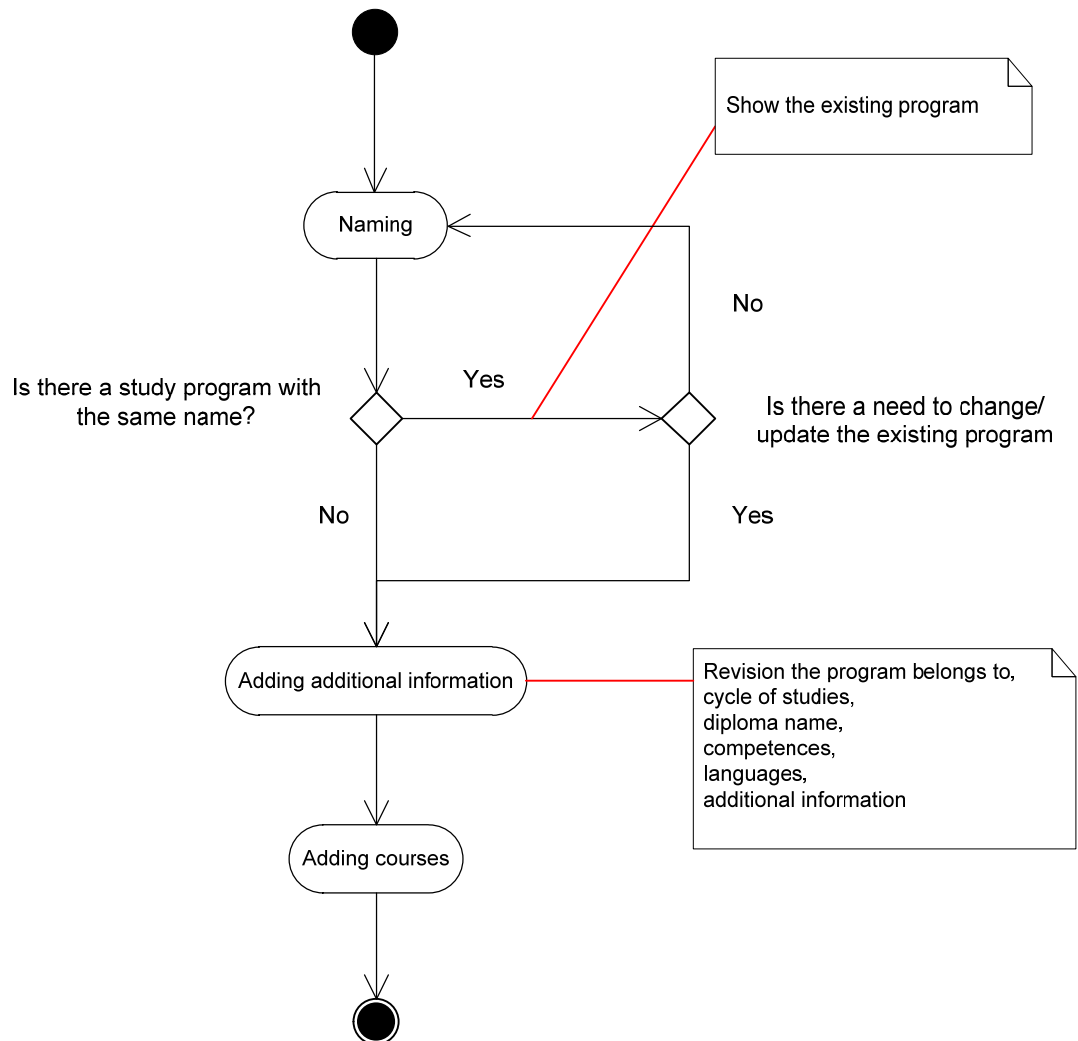 Show the existing program
Naming
No
Yes
Is there a study program with
the same name?
Is there a need to change/
update the existing program
No
Yes
Adding additional information
Revision the program belongs to,
cycle of studies,
diploma name,
competences,
languages,
additional information
Adding courses